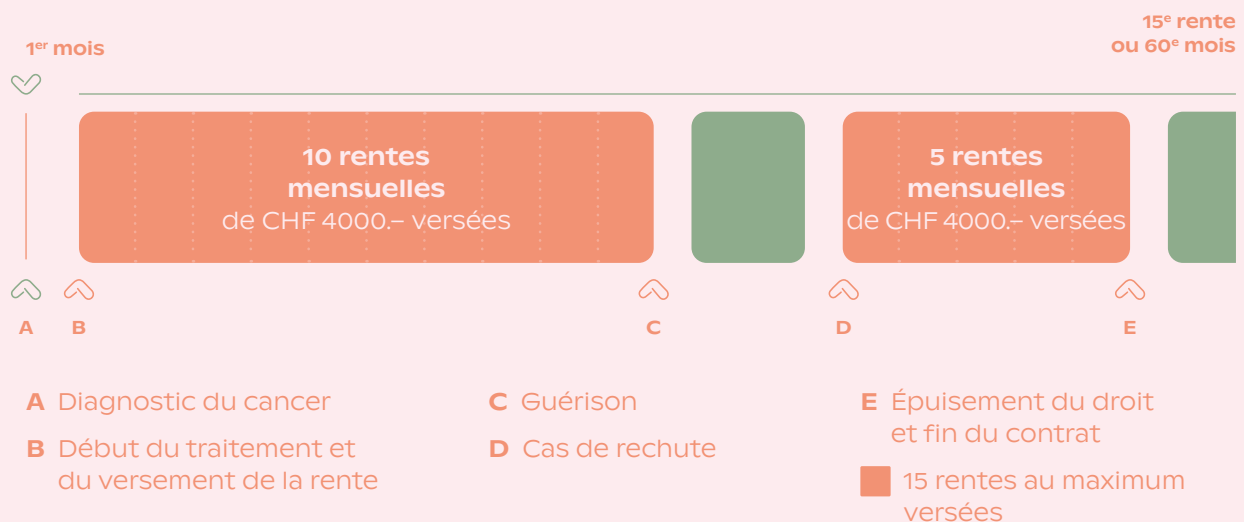 1er mois
15e rente
ou 60e mois
10 rentes
mensuelles
de CHF 4000.– versées
5 rentes
mensuelles
de CHF 4000.– versées
A
B
C
D
E
A Diagnostic du cancer
B Début du traitement et
du versement de la rente
C Guérison
D Cas de rechute
E Épuisement du droit
et fin du contrat
15 rentes au maximum
versées